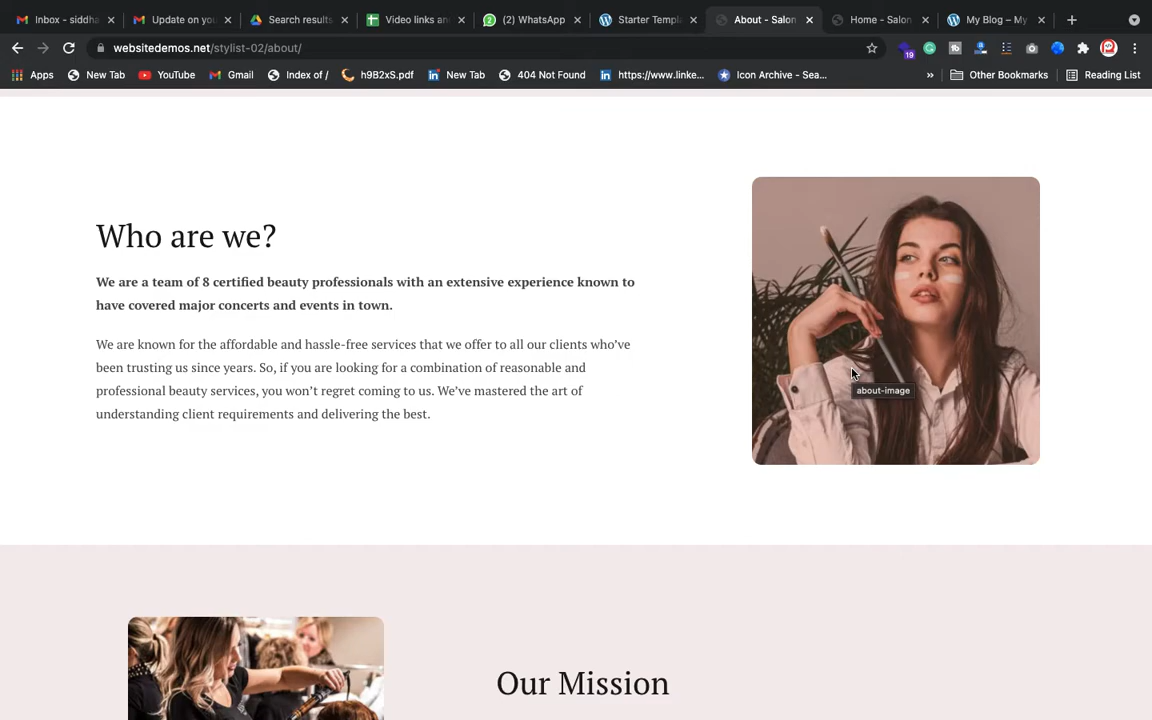 Inbox - siddha
Update on you
Search results
Video links an
(2) WhatsApp
Starter Templ
About - Salon
Home - Salon
My Blog – My
websitedemos.net/stylist-02/about/
19
Apps
New Tab
YouTube
Gmail
Index of /
h9B2xS.pdf
New Tab
404 Not Found
https://www.linke...
Icon Archive - Sea...
»
Other Bookmarks
Reading List
Who are we?
We are a team of 8 certified beauty professionals with an extensive experience known to
have covered major concerts and events in town.
We are known for the affordable and hassle-free services that we offer to all our clients who've
been trusting us since years. So, if you are looking for a combination of reasonable and
professional beauty services, you won't regret coming to us. We've mastered the art of
understanding client requirements and delivering the best.
about-image
Our Mission